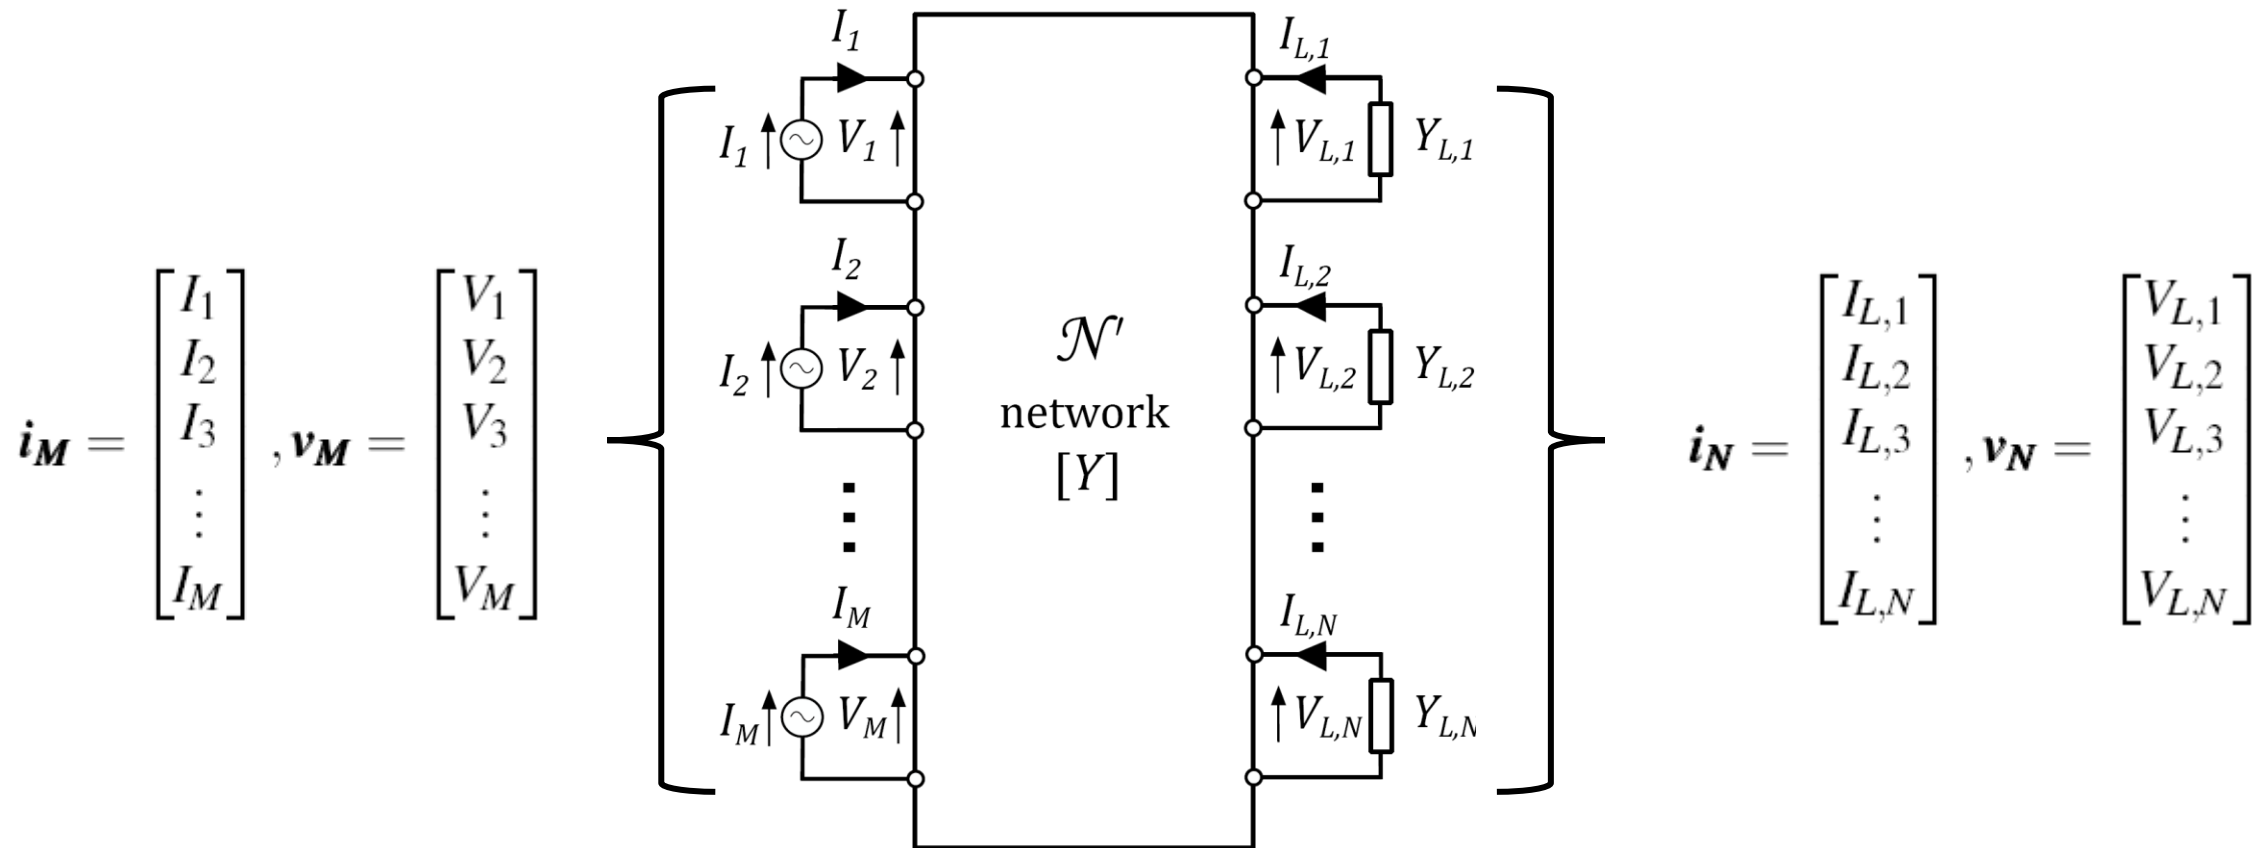 i_M = [I_1 I_2 I_3 ⋮ I_M] , v_M = [V_1 V_2 V_3 ⋮ V_M]
I_1
I_1 V_1
I_2
I_2 V_2
⋮
I_M
I_M V_M
𝒩′
network
[Y]
I_{L,1}
V_{L,1} Y_{L,1}
I_{L,2}
V_{L,2} Y_{L,2}
⋮
I_{L,N}
V_{L,N} Y_{L,N}
i_N = [I_{L,1} I_{L,2} I_{L,3} ⋮ I_{L,N}] , v_N = [V_{L,1} V_{L,2} V_{L,3} ⋮ V_{L,N}]